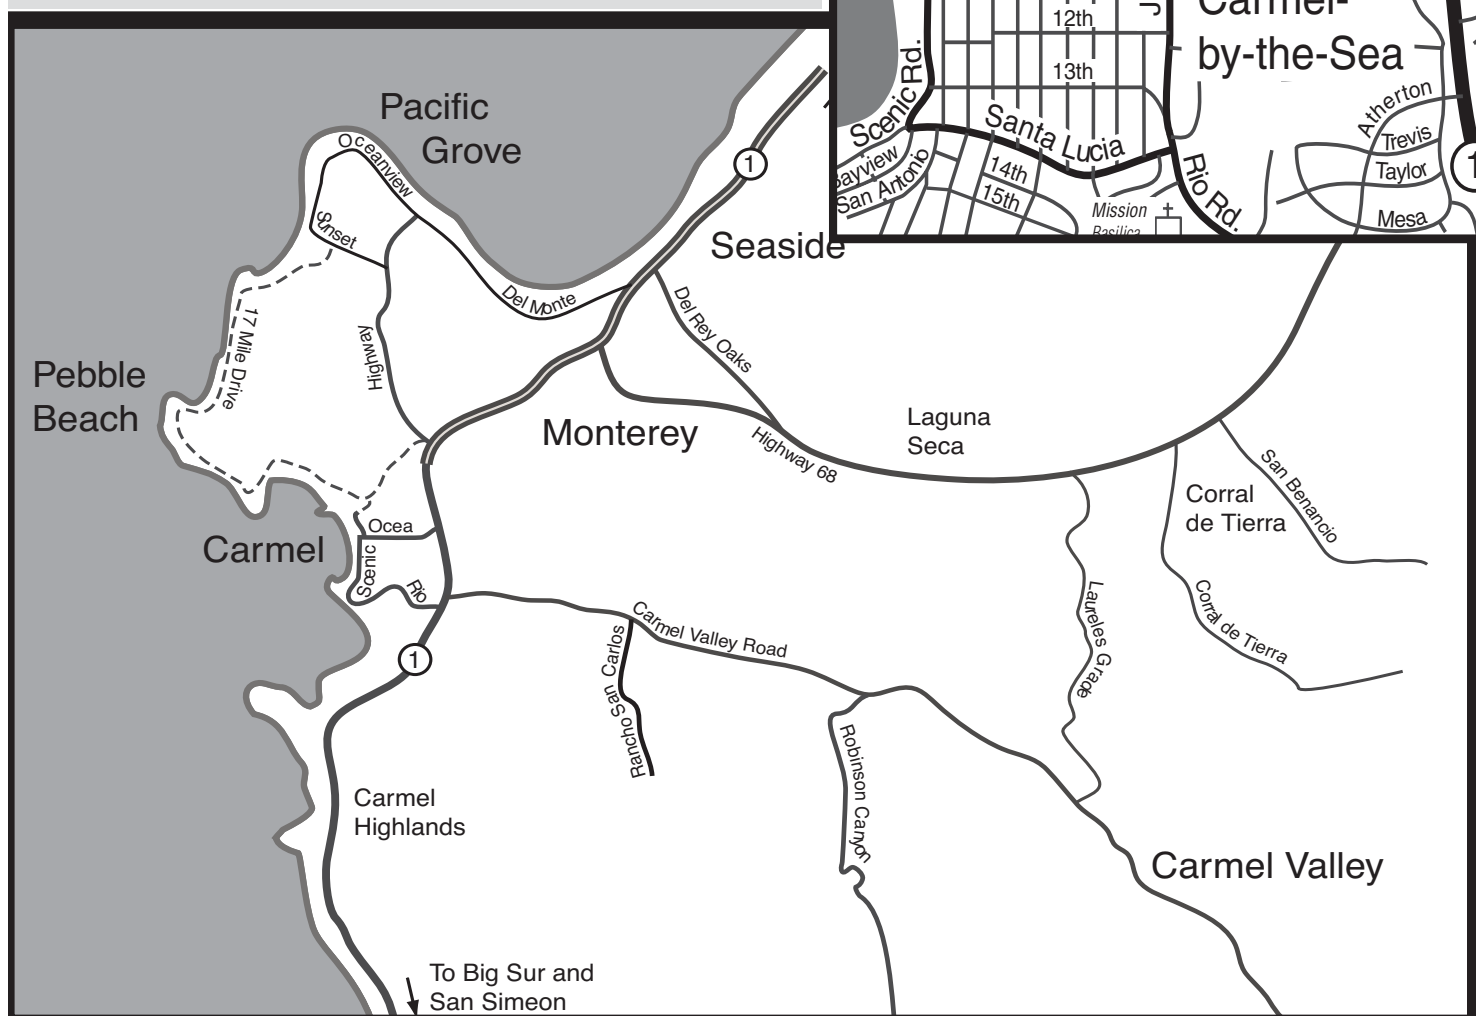 Pacific
Grove
Oceanview
Sunset
17 Mile Drive
Highway
Del Monte
1
Seaside
Del Rey Oaks
Pebble
Beach
Monterey
Highway 68
Laguna
Seca
San Benancio
Corral
de Tierra
Corral de Tierra
Carmel
Ocea
Scenic
Rio
Carmel Valley Road
Rancho San Carlos
Laureles Grade
1
Robinson Canyon
Carmel
Highlands
Carmel Valley
To Big Sur and
San Simeon
Carmel-
by-the-Sea
12th
13th
Scenic Rd.
Santa Lucia
San Antonio
14th
15th
Mission
Basilica
Rio Rd.
Atherton
Trevis
Taylor
Mesa
1